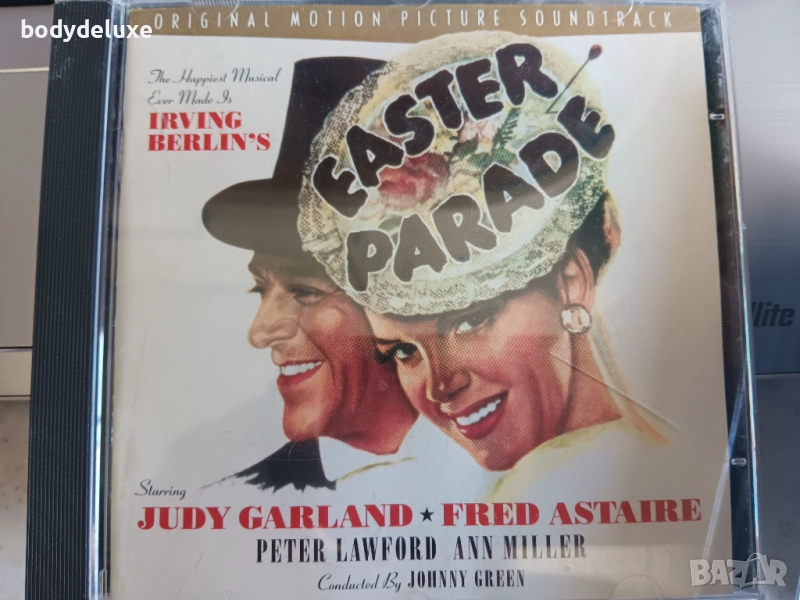 bodydeluxe
ORIGINAL MOTION PICTURE SOUNDTRACK
The Happiest Musical
Ever Made Is
IRVING
BERLIN'S
EASTER
PARADE
Starring
JUDY GARLAND ★ FRED ASTAIRE
PETER LAWFORD ANN MILLER
Conducted By JOHNNY GREEN
BAZAR